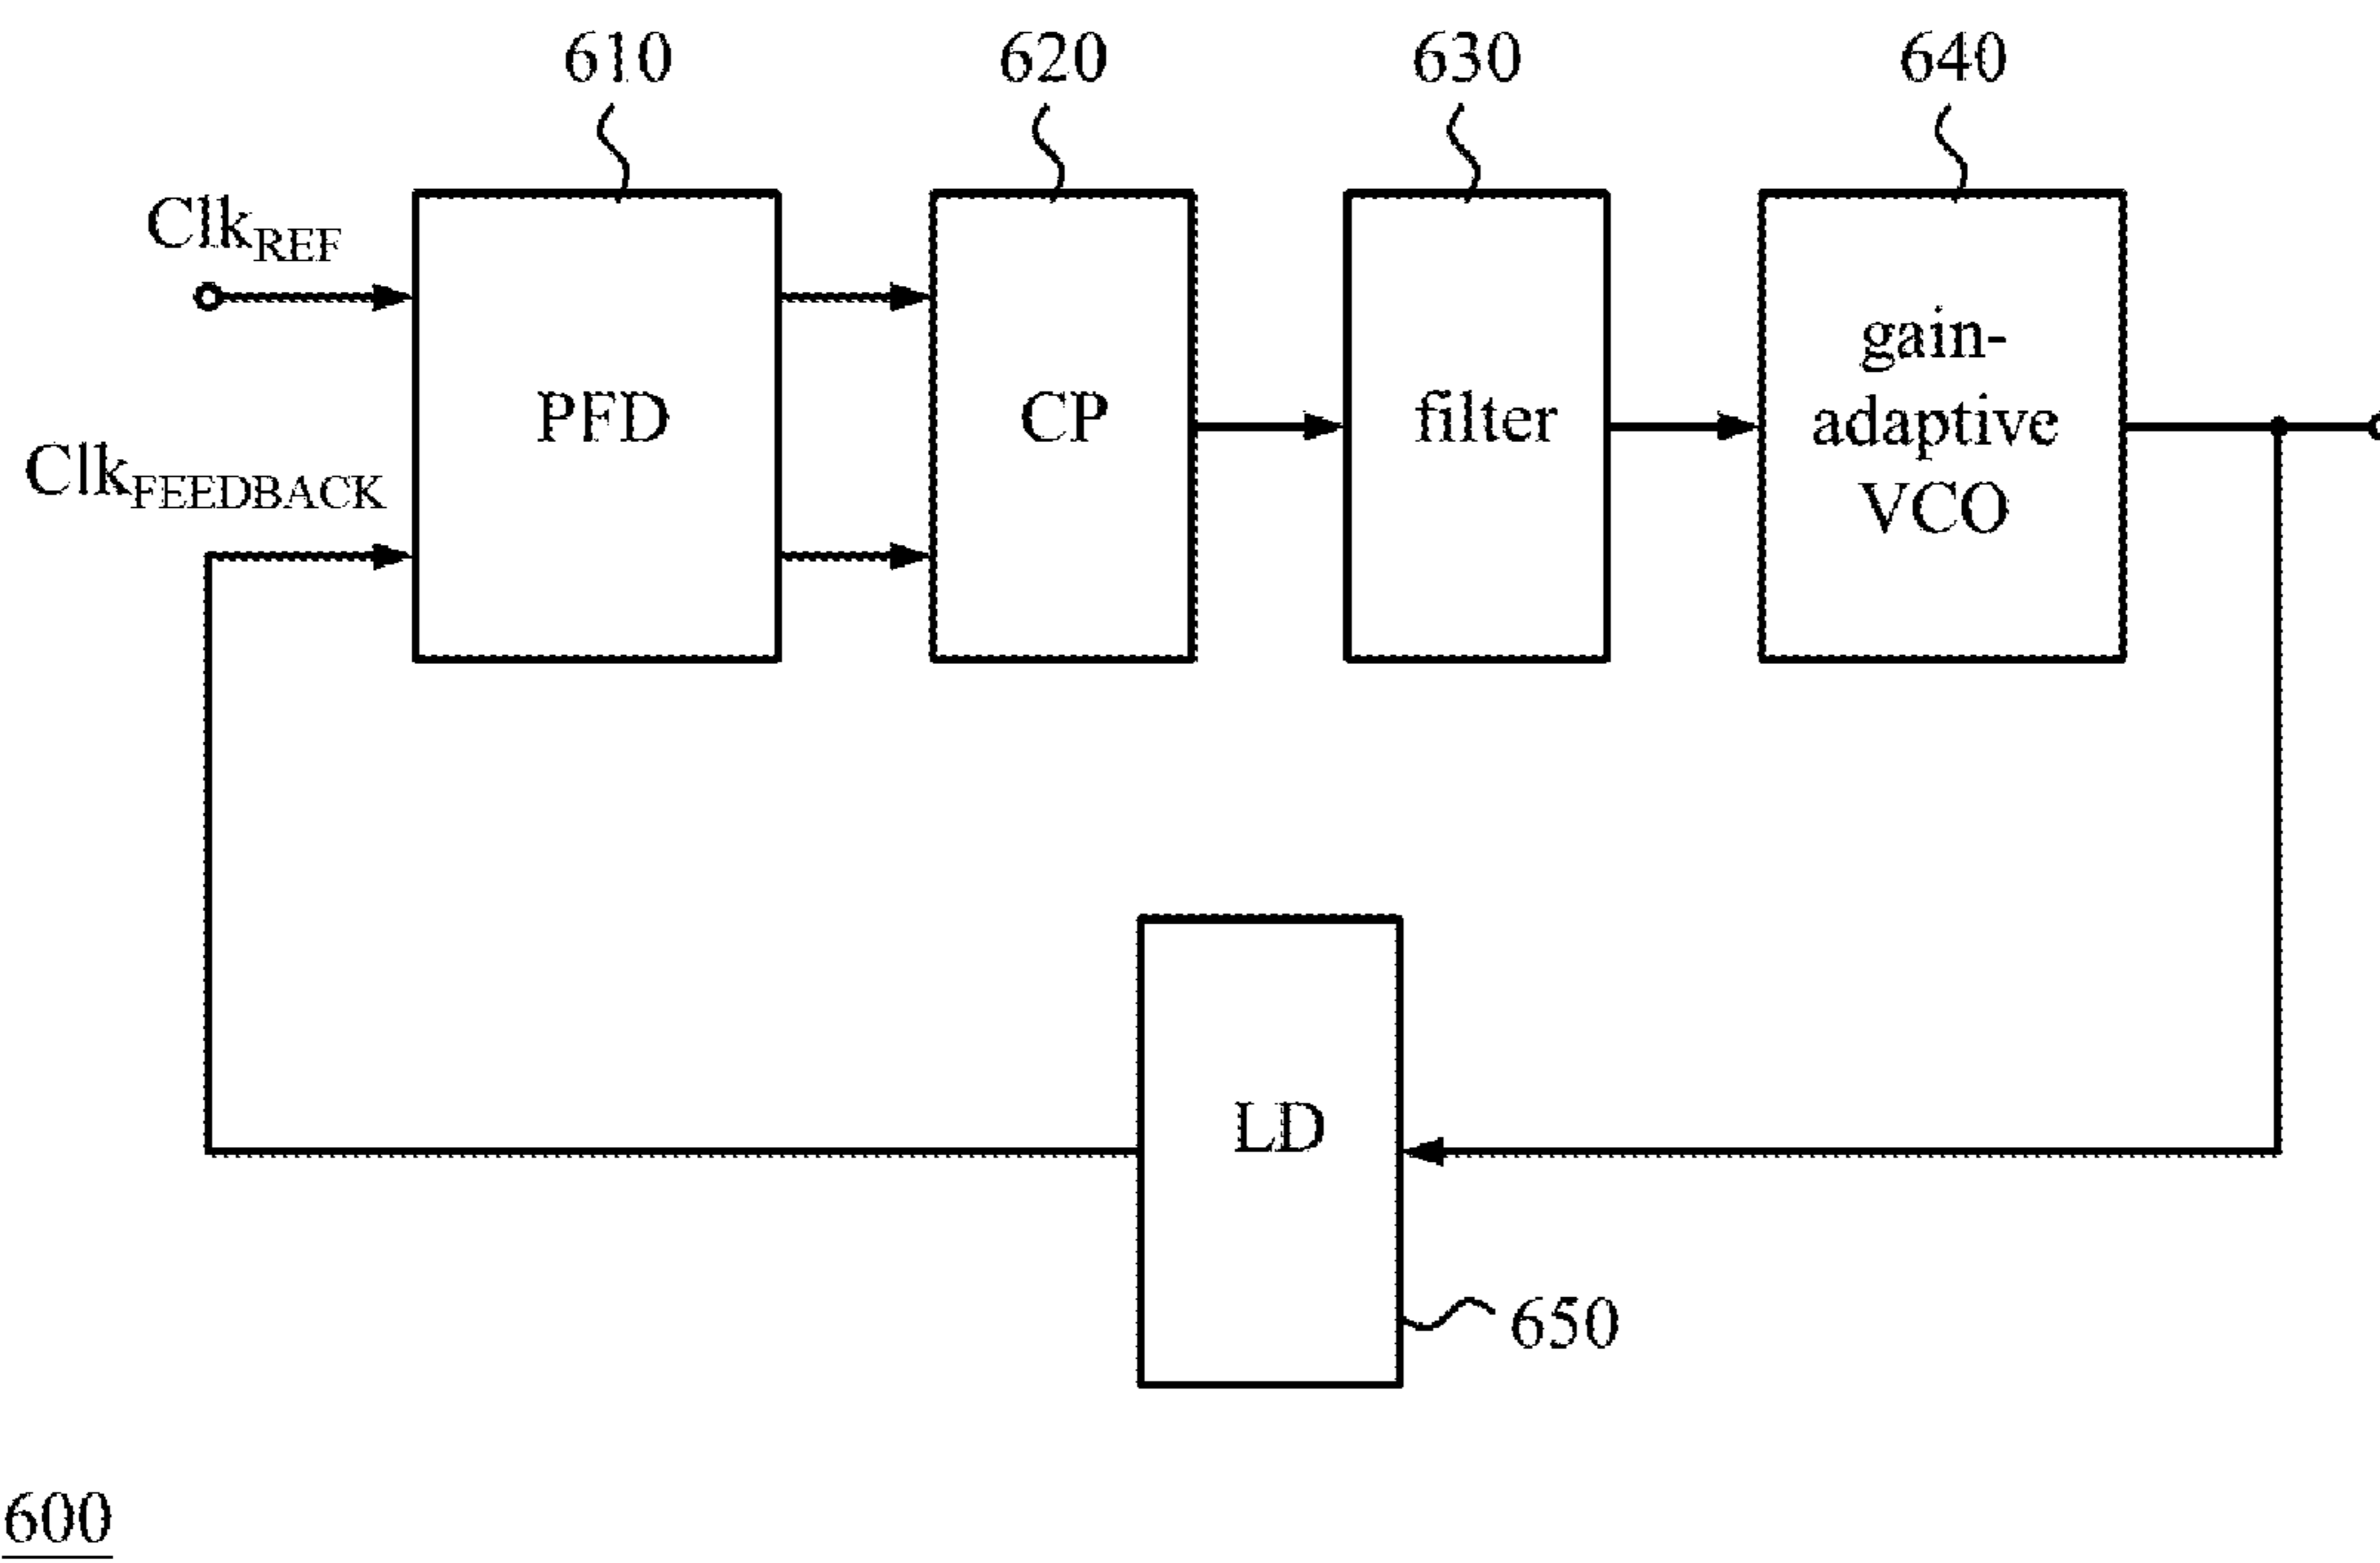 610
620
630
640
ClkREF
ClkFEEDBACK
PFD
CP
filter
gain-
adaptive
VCO
LD
650
600